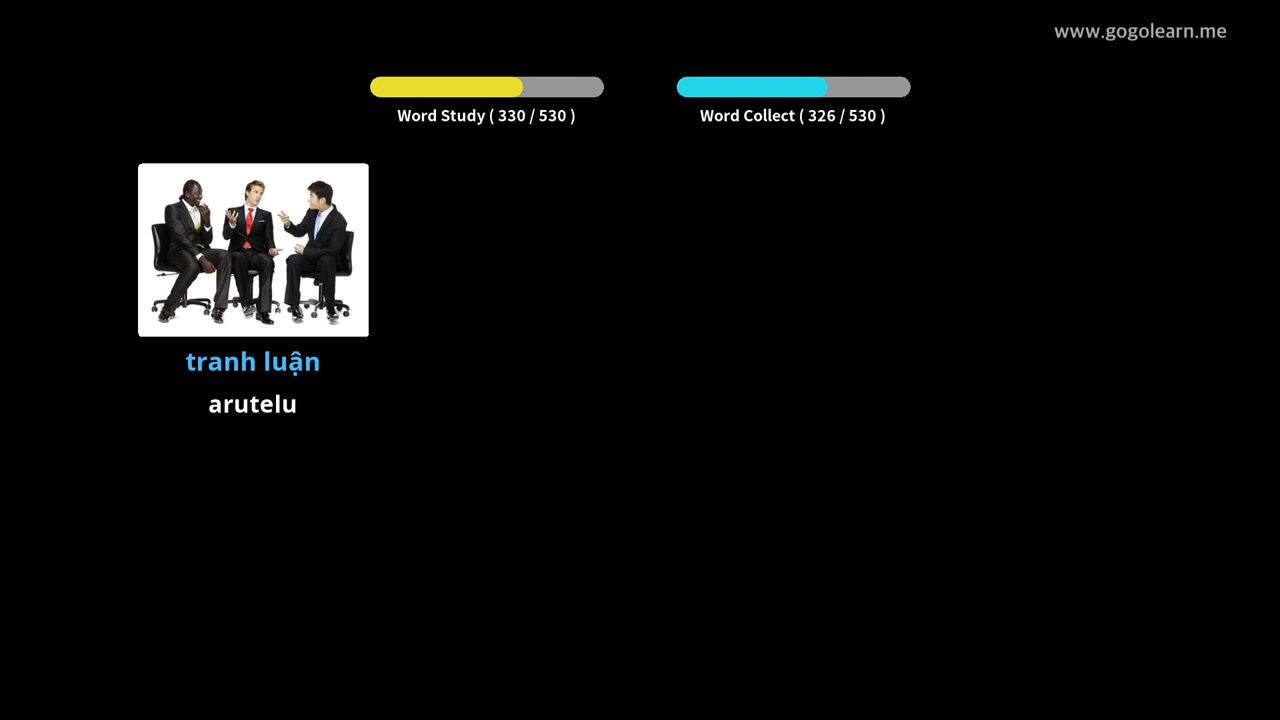 www.gogolearn.me
Word Study ( 330 / 530 )
Word Collect ( 326 / 530 )
tranh luận
arutelu